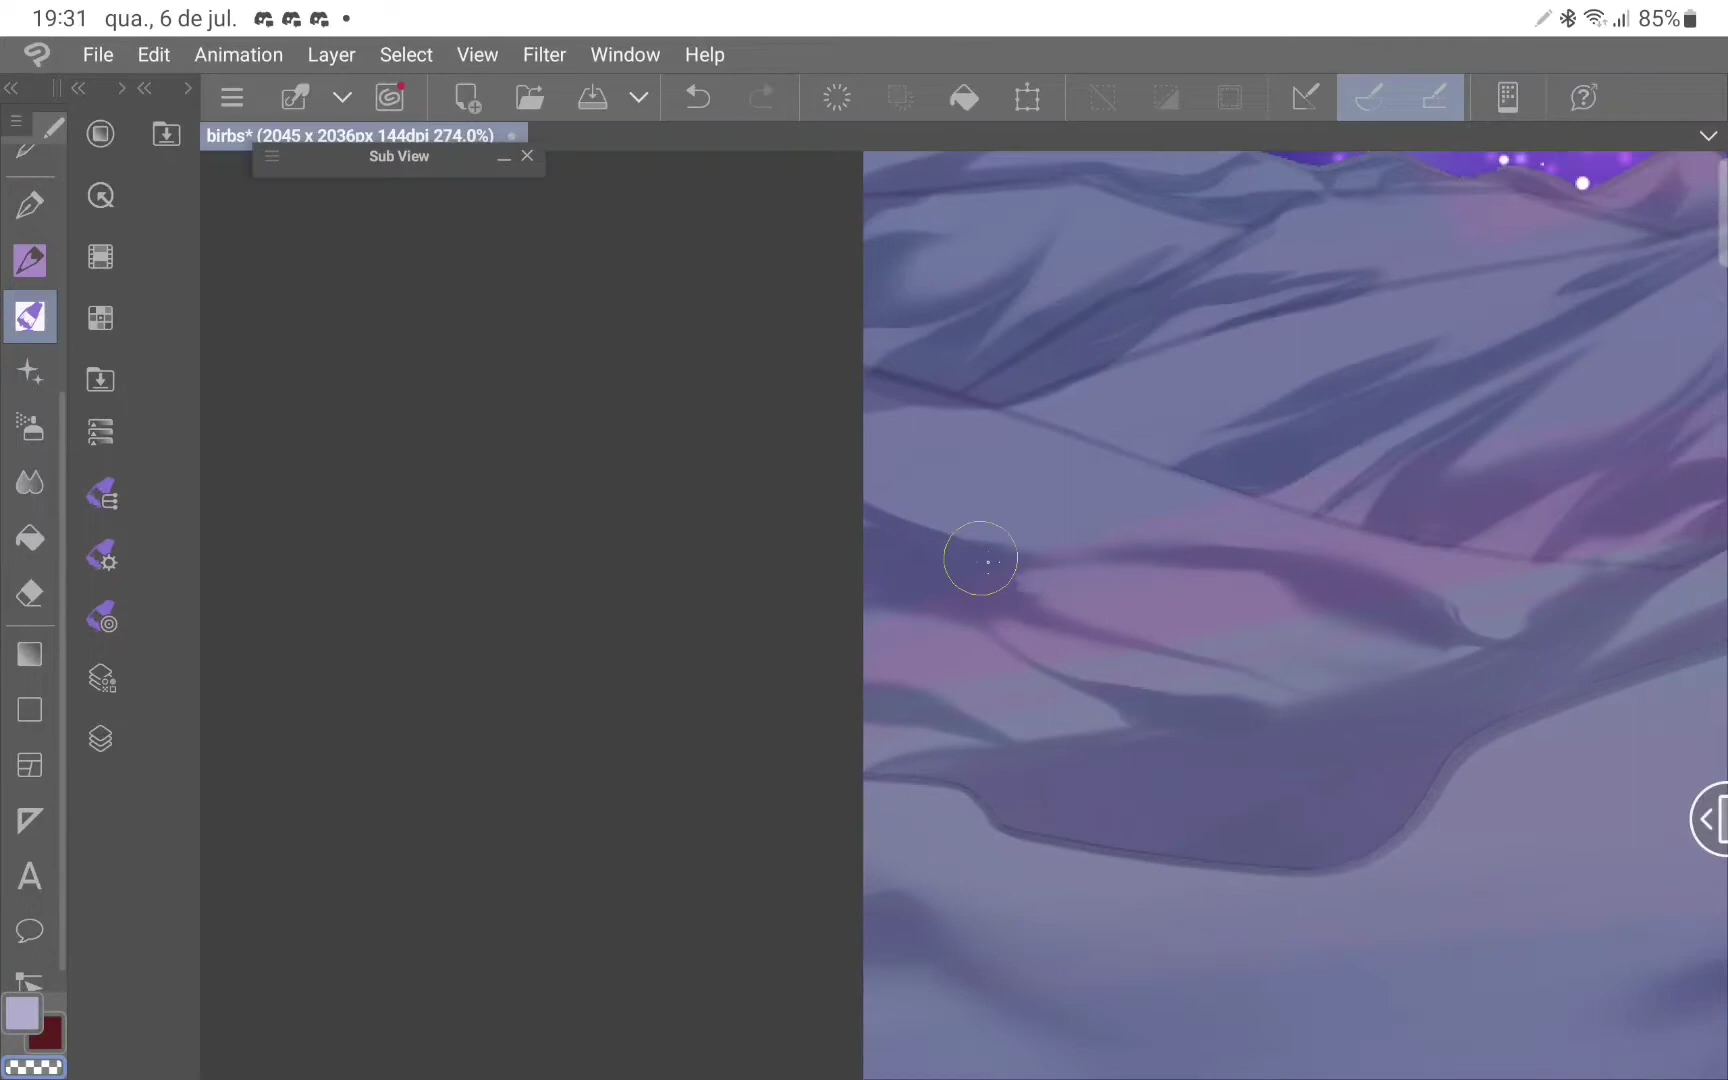 19:31 qua., 6 de jul. 85%
File Edit Animation Layer Select View Filter Window Help
birbs* (2045 x 2036px 144dpi 274.0%)
Sub View
A